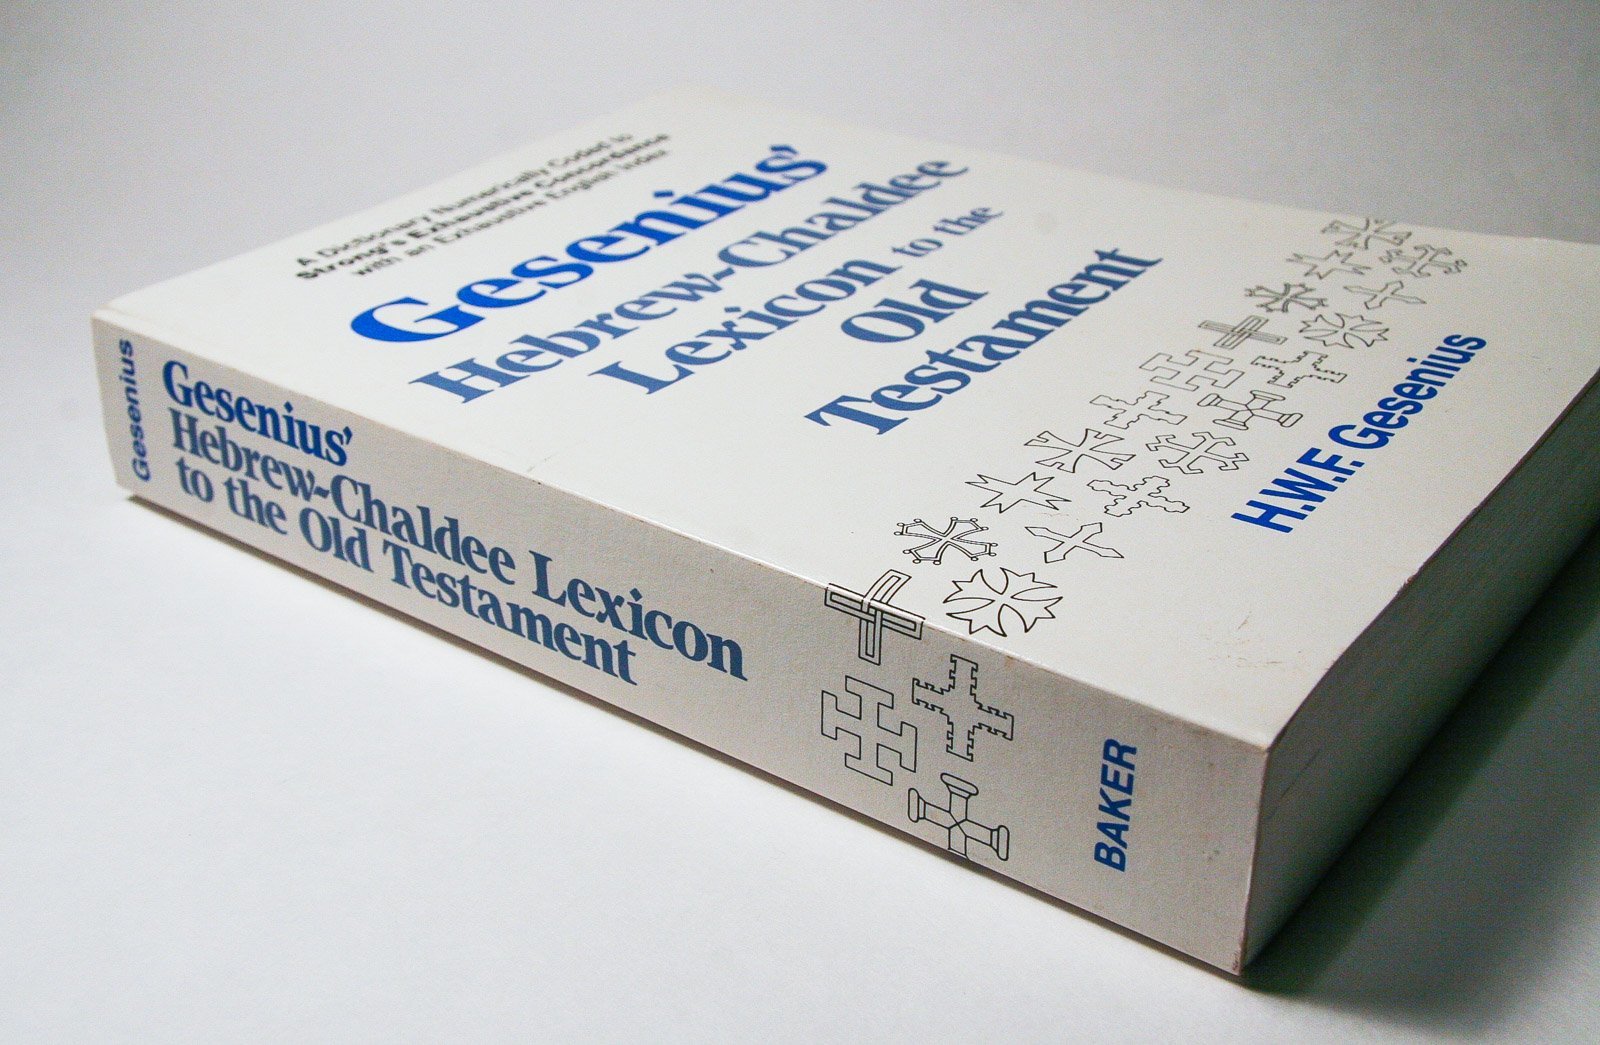 A Dictionary Numerically Coded to
Strong's Exhaustive Concordance
with an Exhaustive English Index
Gesenius'
Hebrew-Chaldee
Lexicon to the
Old
Testament
H.W.F. Gesenius
Gesenius
Gesenius'
Hebrew-Chaldee Lexicon
to the Old Testament
BAKER